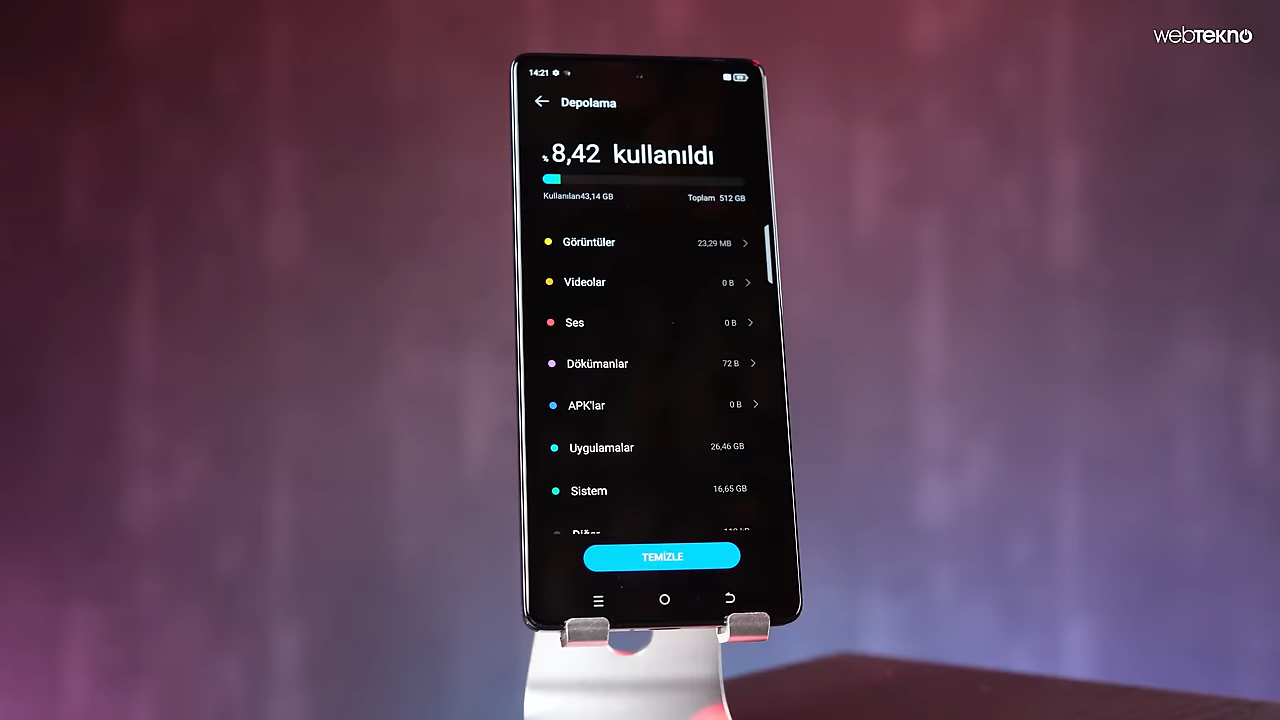 webTEKNO
14:21
Depolama
%8,42 kullanıldı
Kullanılan43,14 GB Toplam 512 GB
Görüntüler 23,29 MB
Videolar 0 B
Ses 0 B
Dökümanlar 72 B
APK'lar 0 B
Uygulamalar 26,46 GB
Sistem 16,65 GB
Diğer
TEMİZLE